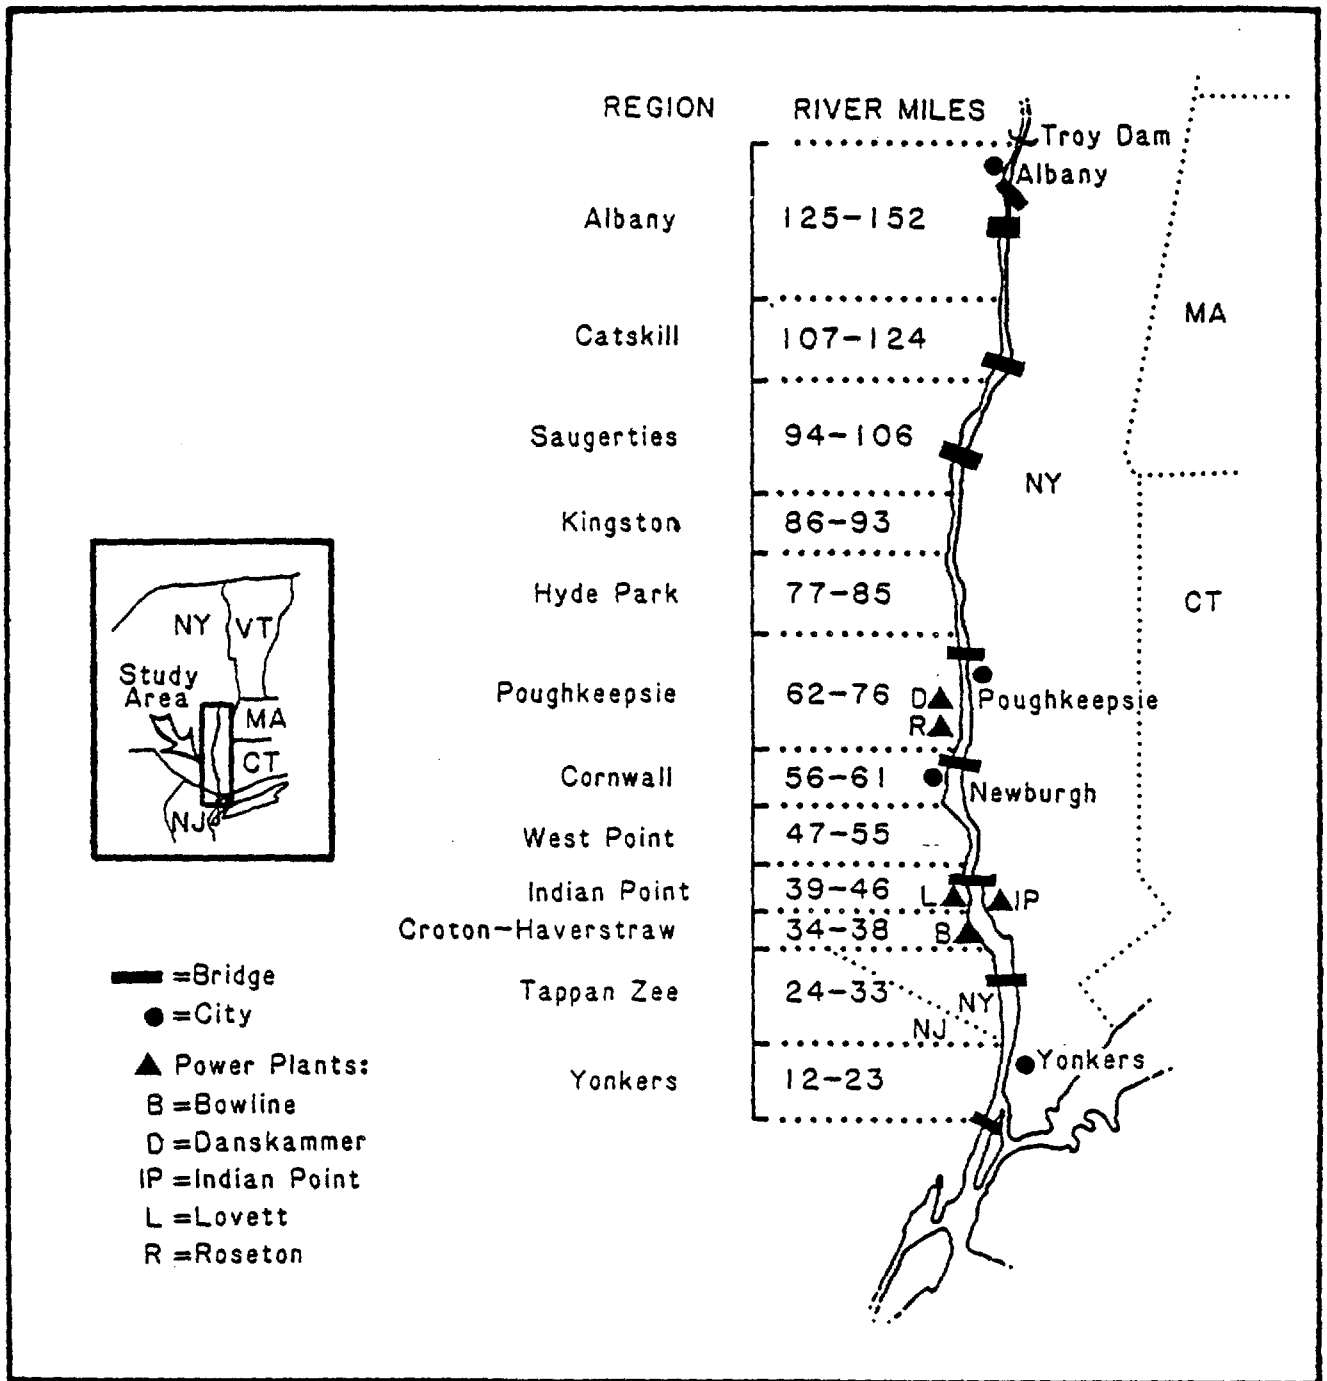 REGION RIVER MILES
Troy Dam
Albany
Albany 125-152
MA
Catskill 107-124
Saugerties 94-106
NY
Kingston 86-93
Hyde Park 77-85
CT
NY VT
Study
Area
MA
CT
NJ
Poughkeepsie 62-76 D Poughkeepsie
R
Cornwall 56-61
Newburgh
West Point 47-55
Indian Point 39-46 L IP
Croton-Haverstraw 34-38 B
Tappan Zee 24-33 NY
NJ
Yonkers
Yonkers 12-23
=Bridge
=City
Power Plants:
B =Bowline
D =Danskammer
IP =Indian Point
L =Lovett
R =Roseton